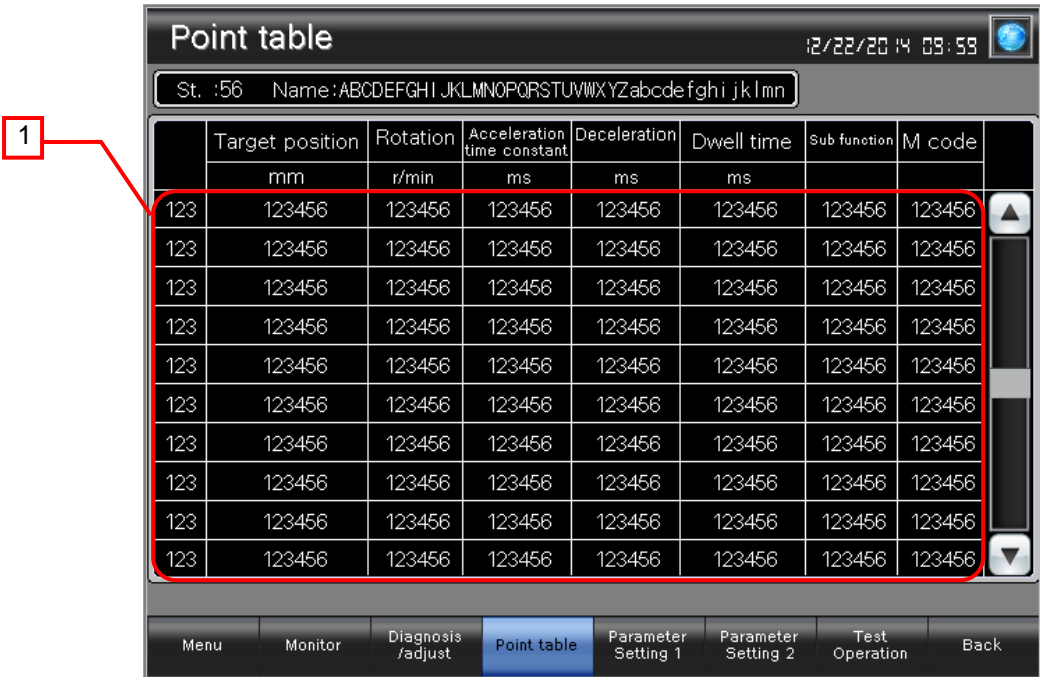 Point table
12/22/2014 09:59
St. :56 Name:ABCDEFGHIJKLMNOPQRSTUVWXYZabcdefghijklmn
1
Target position Rotation Acceleration time constant Deceleration Dwell time Sub function M code
mm r/min ms ms ms
123 123456 123456 123456 123456 123456 123456 123456
123 123456 123456 123456 123456 123456 123456 123456
123 123456 123456 123456 123456 123456 123456 123456
123 123456 123456 123456 123456 123456 123456 123456
123 123456 123456 123456 123456 123456 123456 123456
123 123456 123456 123456 123456 123456 123456 123456
123 123456 123456 123456 123456 123456 123456 123456
123 123456 123456 123456 123456 123456 123456 123456
123 123456 123456 123456 123456 123456 123456 123456
123 123456 123456 123456 123456 123456 123456 123456
Menu Monitor Diagnosis /adjust Point table Parameter Setting 1 Parameter Setting 2 Test Operation Back